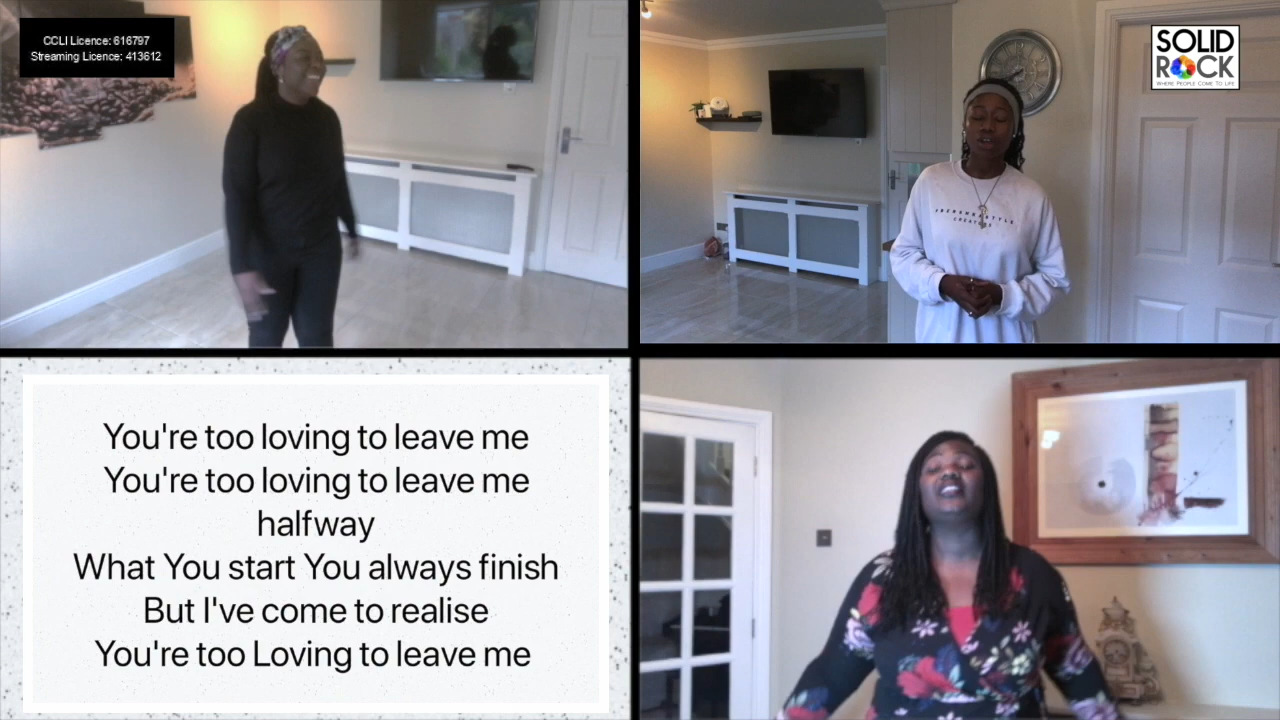 CCLI Licence: 616797
Streaming Licence: 413612
SOLID
ROCK
WHERE PEOPLE COME TO LIFE
You're too loving to leave me
You're too loving to leave me
halfway
What You start You always finish
But I've come to realise
You're too Loving to leave me